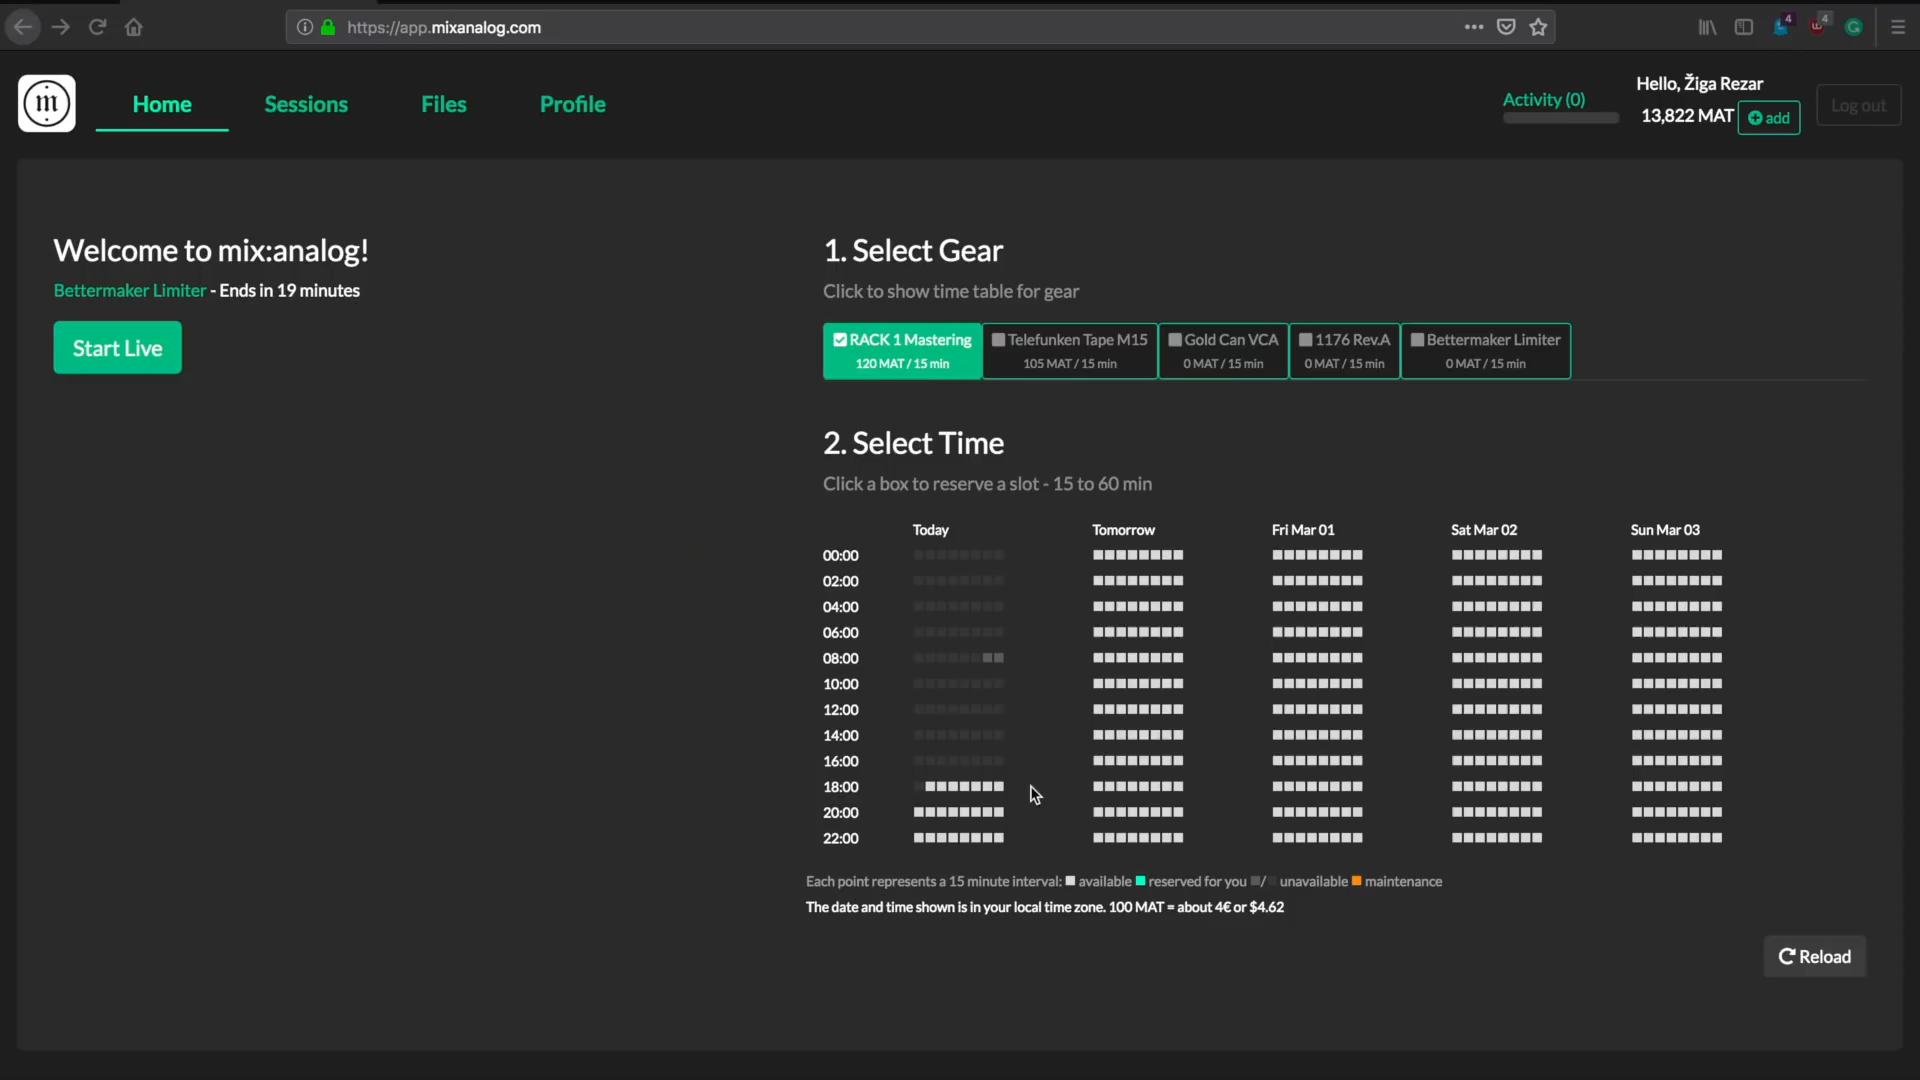 https://app.mixanalog.com
4
4
m
Home
Sessions
Files
Profile
Activity (0)
Hello, Žiga Rezar
13,822 MAT
add
Log out
Welcome to mix:analog!
Bettermaker Limiter - Ends in 19 minutes
Start Live
1. Select Gear
Click to show time table for gear
RACK 1 Mastering
120 MAT / 15 min
Telefunken Tape M15
105 MAT / 15 min
Gold Can VCA
0 MAT / 15 min
1176 Rev.A
0 MAT / 15 min
Bettermaker Limiter
0 MAT / 15 min
2. Select Time
Click a box to reserve a slot - 15 to 60 min
Today Tomorrow Fri Mar 01 Sat Mar 02 Sun Mar 03
00:00
02:00
04:00
06:00
08:00
10:00
12:00
14:00
16:00
18:00
20:00
22:00
Each point represents a 15 minute interval: available reserved for you / unavailable maintenance
The date and time shown is in your local time zone. 100 MAT = about 4€ or $4.62
Reload